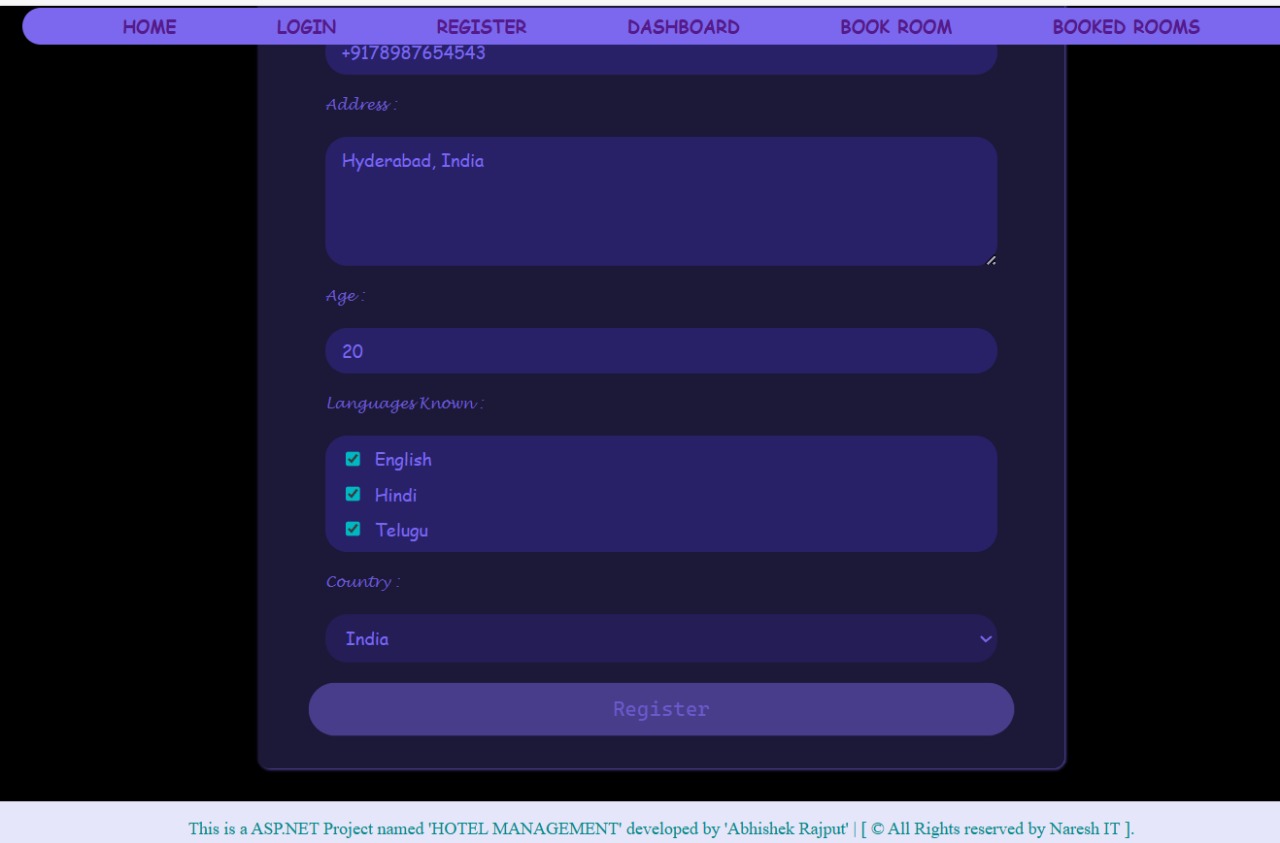 HOME LOGIN REGISTER DASHBOARD BOOK ROOM BOOKED ROOMS
+9178987654543
Address :
Hyderabad, India
Age :
20
Languages Known :
English
Hindi
Telugu
Country :
India
Register
This is a ASP.NET Project named 'HOTEL MANAGEMENT' developed by 'Abhishek Rajput' | [ © All Rights reserved by Naresh IT ].